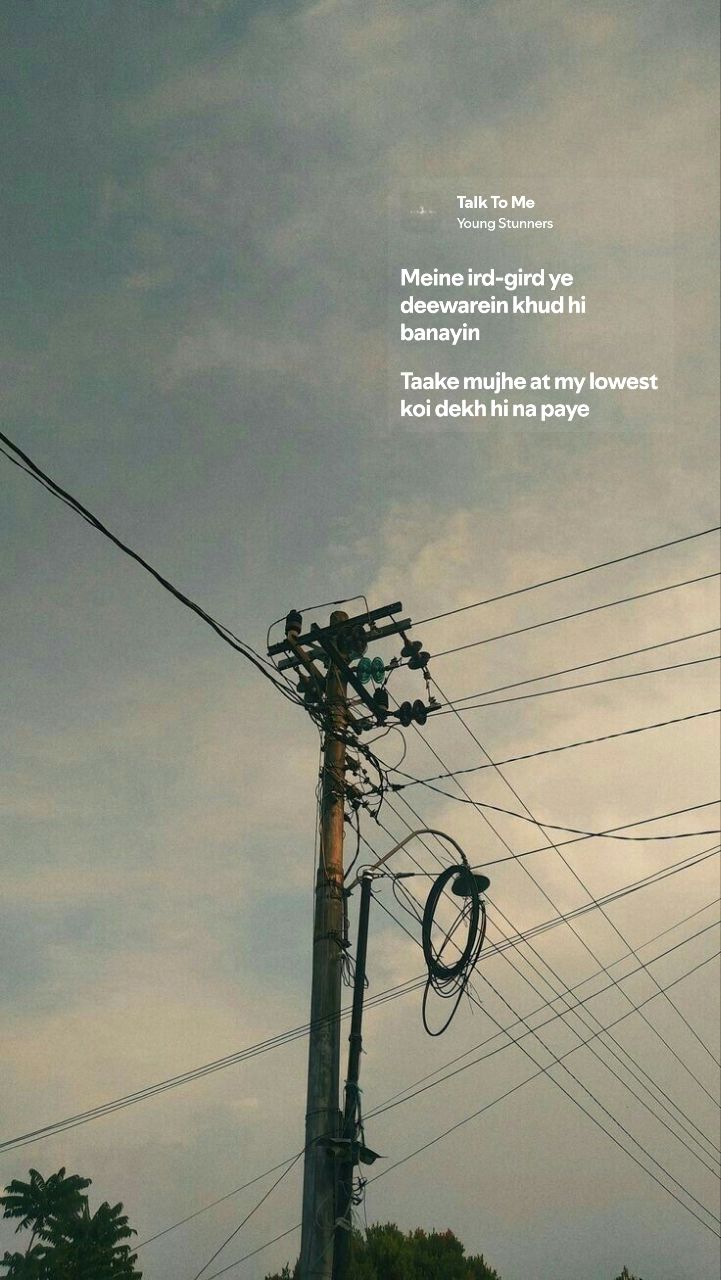 Talk To Me
Young Stunners
Meine ird-gird ye
deewarein khud hi
banayin
Taake mujhe at my lowest
koi dekh hi na paye